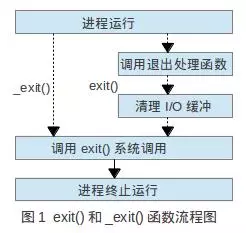 进程运行
调用退出处理函数
_exit()
exit()
清理 I/O 缓冲
调用 exit() 系统调用
进程终止运行
图 1 exit() 和 _exit() 函数流程图